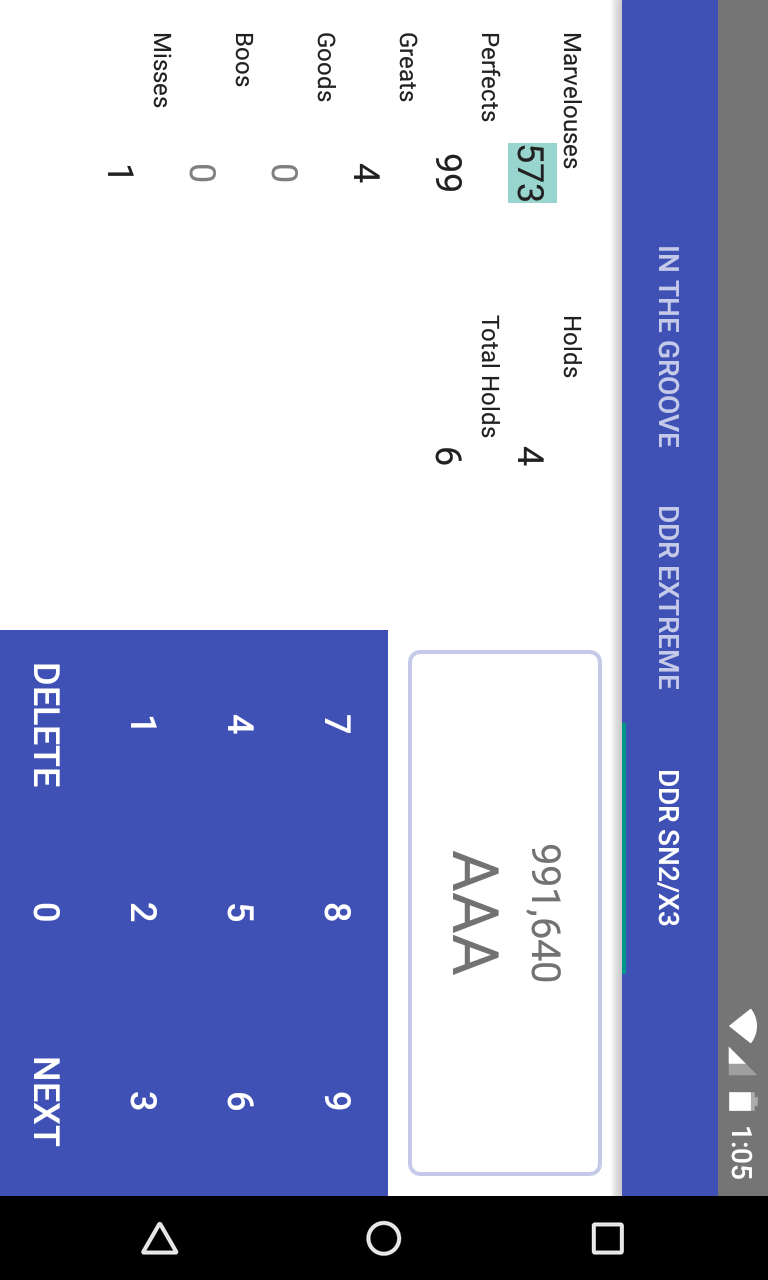 1:05
IN THE GROOVE DDR EXTREME DDR SN2/X3
Marvelouses
573
Perfects
99
Greats
4
Goods
0
Boos
0
Misses
1
Holds
4
Total Holds
6
991,640
AAA
7 8 9
4 5 6
1 2 3
DELETE 0 NEXT